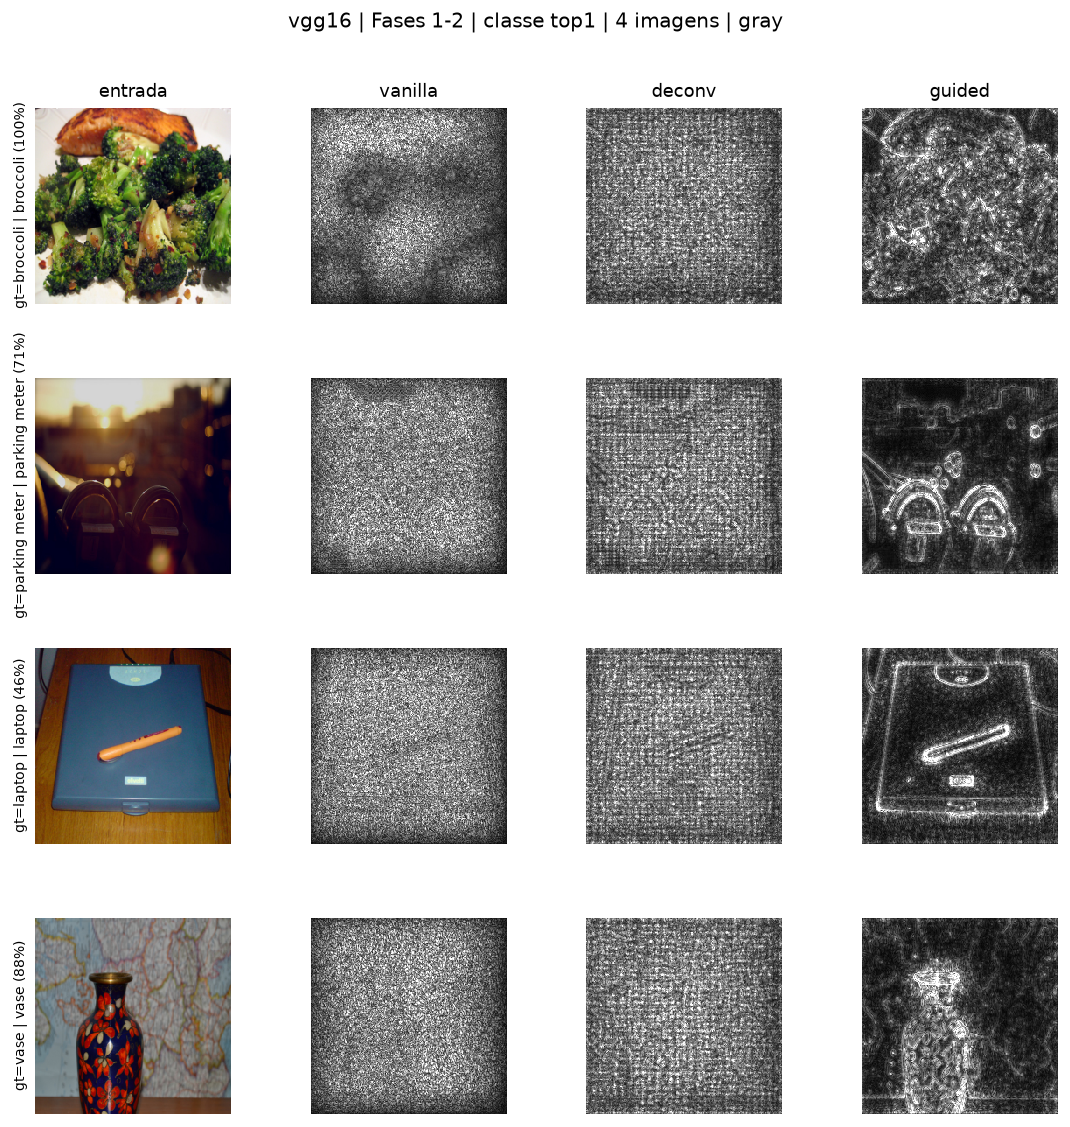 vgg16 | Fases 1-2 | classe top1 | 4 imagens | gray
entrada
vanilla
deconv
guided
gt=broccoli | broccoli (100%)
gt=parking meter | parking meter (71%)
gt=laptop | laptop (46%)
gt=vase | vase (88%)